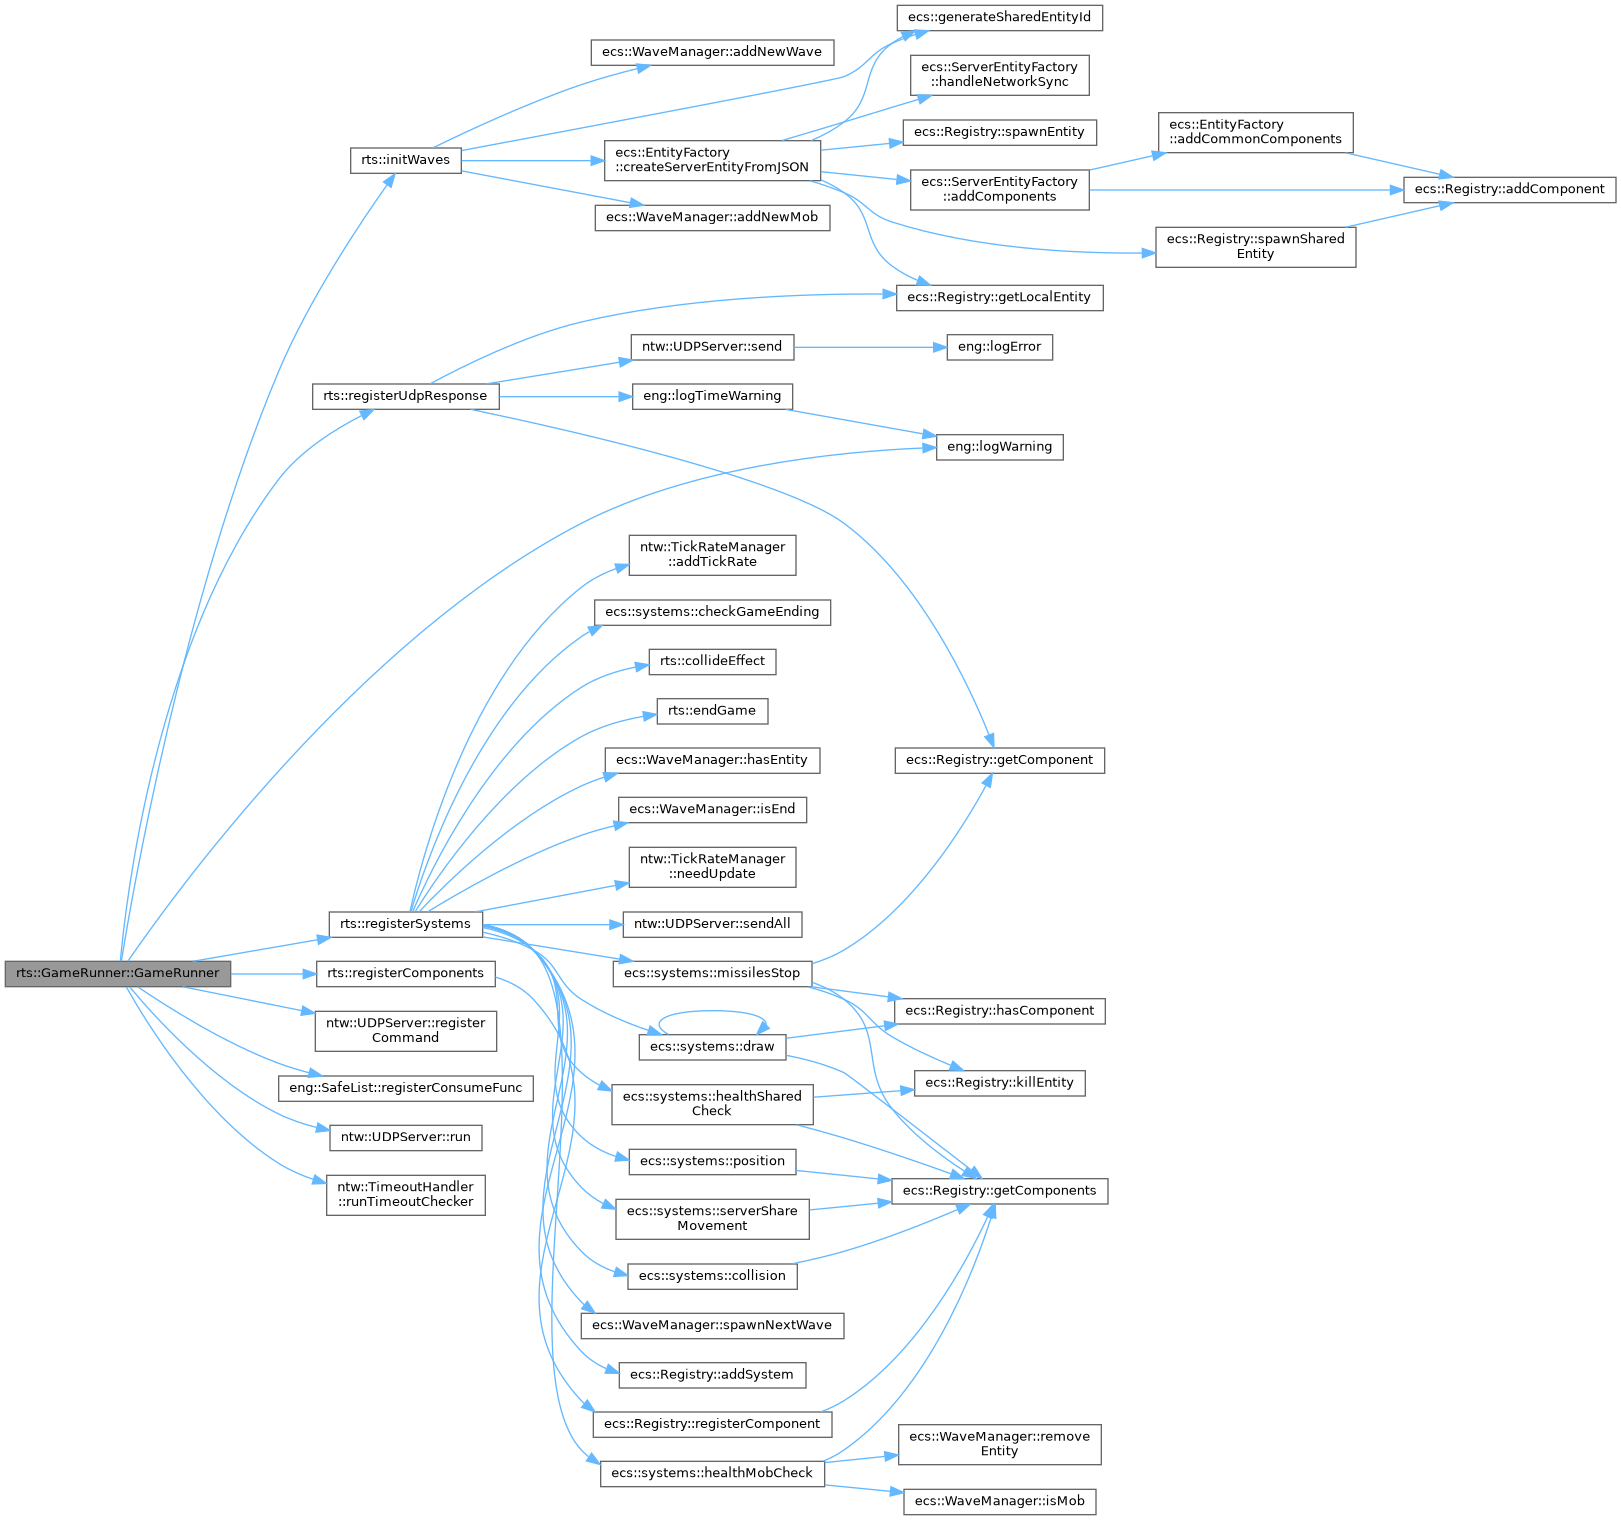 ecs::generateSharedEntityId
ecs::WaveManager::addNewWave
ecs::ServerEntityFactory
::handleNetworkSync
ecs::Registry::spawnEntity
ecs::EntityFactory
::addCommonComponents
rts::initWaves
ecs::EntityFactory
::createServerEntityFromJSON
ecs::ServerEntityFactory
::addComponents
ecs::Registry::addComponent
ecs::WaveManager::addNewMob
ecs::Registry::spawnShared
Entity
ecs::Registry::getLocalEntity
ntw::UDPServer::send
eng::logError
rts::registerUdpResponse
eng::logTimeWarning
eng::logWarning
ntw::TickRateManager
::addTickRate
ecs::systems::checkGameEnding
rts::collideEffect
rts::endGame
ecs::WaveManager::hasEntity
ecs::Registry::getComponent
ecs::WaveManager::isEnd
ntw::TickRateManager
::needUpdate
rts::registerSystems
ntw::UDPServer::sendAll
rts::GameRunner::GameRunner
rts::registerComponents
ecs::systems::missilesStop
ecs::Registry::hasComponent
ntw::UDPServer::register
Command
ecs::systems::draw
eng::SafeList::registerConsumeFunc
ecs::systems::healthShared
Check
ecs::Registry::killEntity
ntw::UDPServer::run
ecs::systems::position
ntw::TimeoutHandler
::runTimeoutChecker
ecs::Registry::getComponents
ecs::systems::serverShare
Movement
ecs::systems::collision
ecs::WaveManager::spawnNextWave
ecs::Registry::addSystem
ecs::Registry::registerComponent
ecs::WaveManager::remove
Entity
ecs::systems::healthMobCheck
ecs::WaveManager::isMob